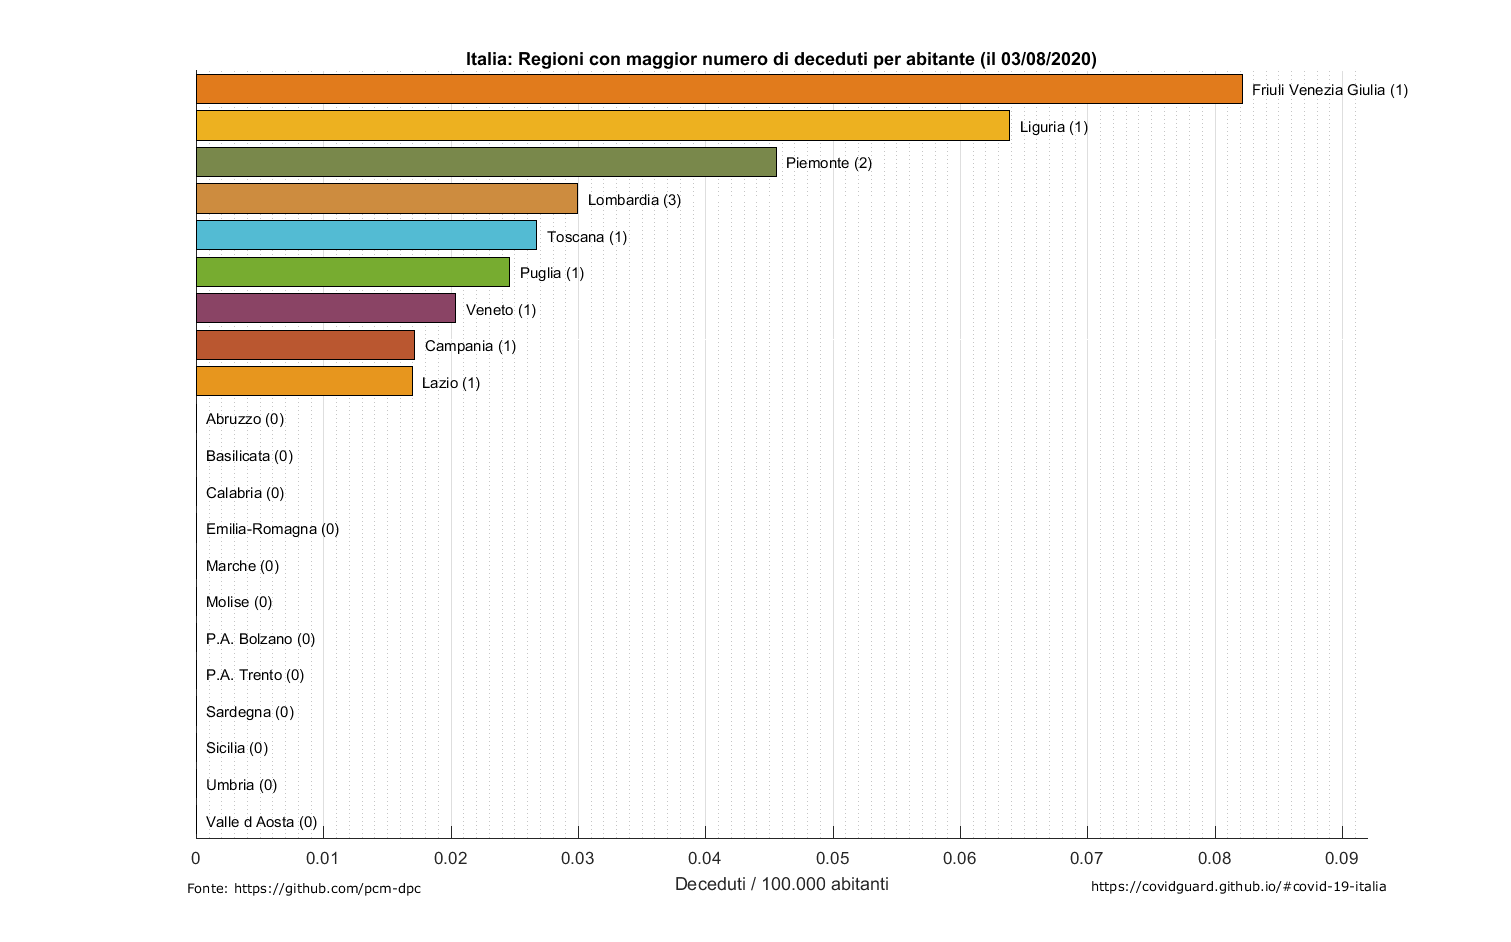 Italia: Regioni con maggior numero di deceduti per abitante (il 03/08/2020)
Friuli Venezia Giulia (1)
Liguria (1)
Piemonte (2)
Lombardia (3)
Toscana (1)
Puglia (1)
Veneto (1)
Campania (1)
Lazio (1)
Abruzzo (0)
Basilicata (0)
Calabria (0)
Emilia-Romagna (0)
Marche (0)
Molise (0)
P.A. Bolzano (0)
P.A. Trento (0)
Sardegna (0)
Sicilia (0)
Umbria (0)
Valle d Aosta (0)
0 0.01 0.02 0.03 0.04 0.05 0.06 0.07 0.08 0.09
Deceduti / 100.000 abitanti
Fonte: https://github.com/pcm-dpc
https://covidguard.github.io/#covid-19-italia